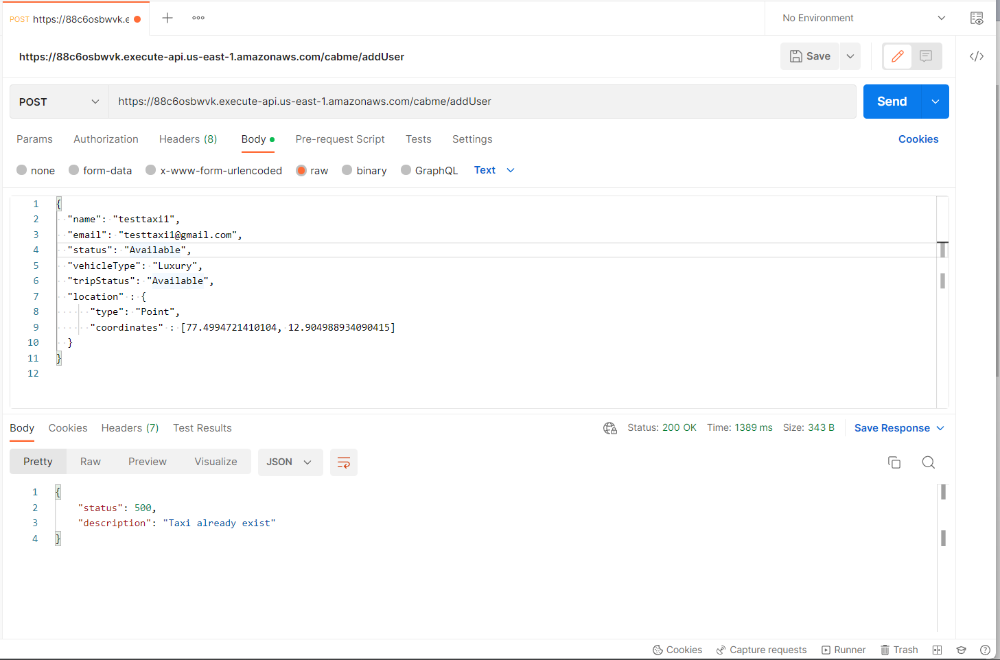 POST https://88c6osbwvk.e
No Environment
https://88c6osbwvk.execute-api.us-east-1.amazonaws.com/cabme/addUser
Save
</>
POST
https://88c6osbwvk.execute-api.us-east-1.amazonaws.com/cabme/addUser
Send
Params Authorization Headers (8) Body Pre-request Script Tests Settings Cookies
none form-data x-www-form-urlencoded raw binary GraphQL Text
1 {
2 "name": "testtaxi1",
3 "email": "testtaxi1@gmail.com",
4 "status": "Available",
5 "vehicleType": "Luxury",
6 "tripStatus": "Available",
7 "location" : {
8 "type": "Point",
9 "coordinates" : [77.4994721410104, 12.904988934090415]
10 }
11 }
12
Body Cookies Headers (7) Test Results Status: 200 OK Time: 1389 ms Size: 343 B Save Response
Pretty Raw Preview Visualize JSON
1 {
2 "status": 500,
3 "description": "Taxi already exist"
4 }
Cookies Capture requests Runner Trash